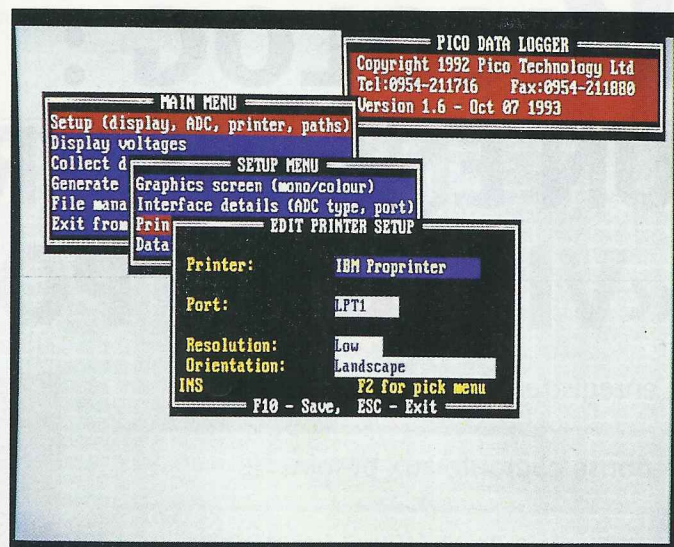 PICO DATA LOGGER
Copyright 1992 Pico Technology Ltd
Tel:0954-211716 Fax:0954-211880
Version 1.6 - Oct 07 1993
MAIN MENU
Setup (display, ADC, printer, paths)
Display voltages
Collect d
Generate
File mana
Exit from
SETUP MENU
Graphics screen (mono/colour)
Interface details (ADC type, port)
Prin
Data
EDIT PRINTER SETUP
Printer: IBM Proprinter
Port: LPT1
Resolution: Low
Orientation: Landscape
INS F2 for pick menu
F10 - Save, ESC - Exit